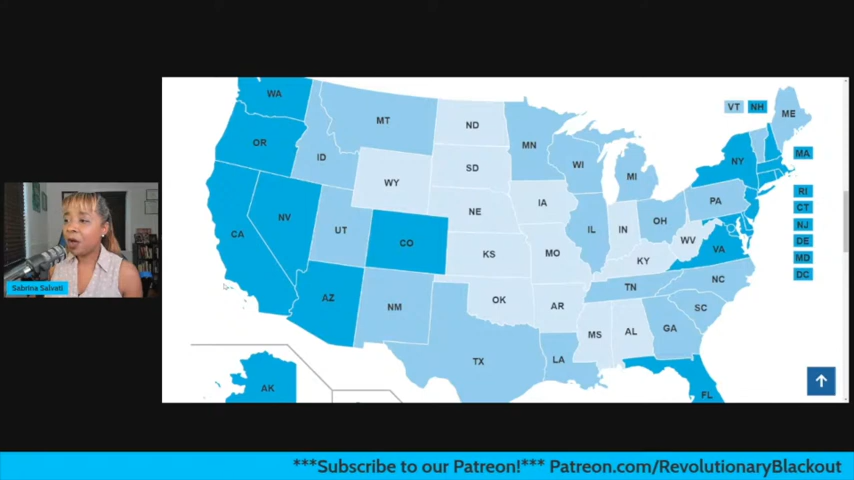 WA
MT
ND
OR
MN
ID
SD
WI
WY
MI
VT
NH
ME
NY
MA
RI
CT
NJ
DE
MD
DC
NV
CA
UT
CO
NE
IA
IL
IN
OH
PA
KS
MO
WV
VA
KY
AZ
NM
OK
AR
TN
NC
SC
MS
AL
GA
TX
LA
AK
FL
Sabrina Salvati
***Subscribe to our Patreon!*** Patreon.com/RevolutionaryBlackout